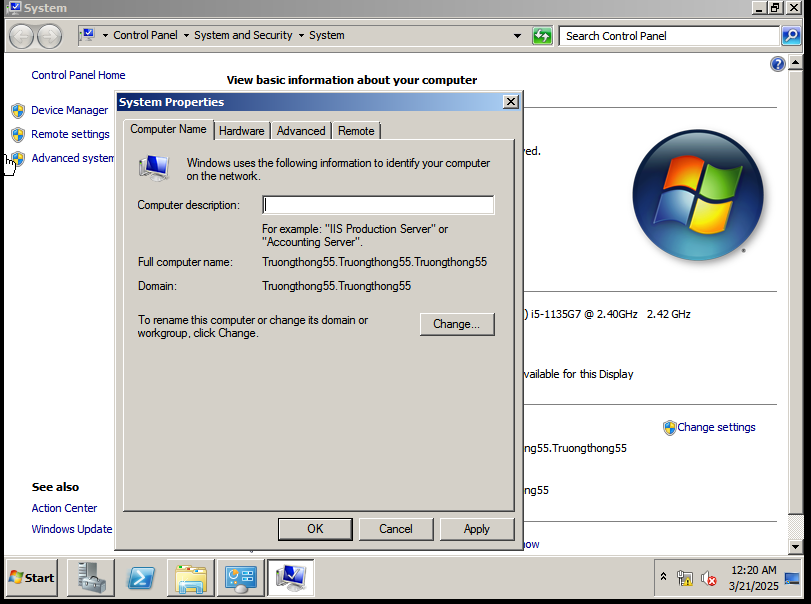 System
Control Panel
System and Security
System
Search Control Panel
Control Panel Home
Device Manager
Remote settings
Advanced system
See also
Action Center
Windows Update
View basic information about your computer
System Properties
Computer Name
Hardware
Advanced
Remote
Windows uses the following information to identify your computer
on the network.
Computer description:
For example: "IIS Production Server" or
"Accounting Server".
Full computer name:
Truongthong55.Truongthong55.Truongthong55
Domain:
Truongthong55.Truongthong55
To rename this computer or change its domain or
workgroup, click Change.
Change...
OK
Cancel
Apply
ved.
) i5-1135G7 @ 2.40GHz 2.42 GHz
vailable for this Display
Change settings
ng55.Truongthong55
ng55
now
Start
12:20 AM
3/21/2025